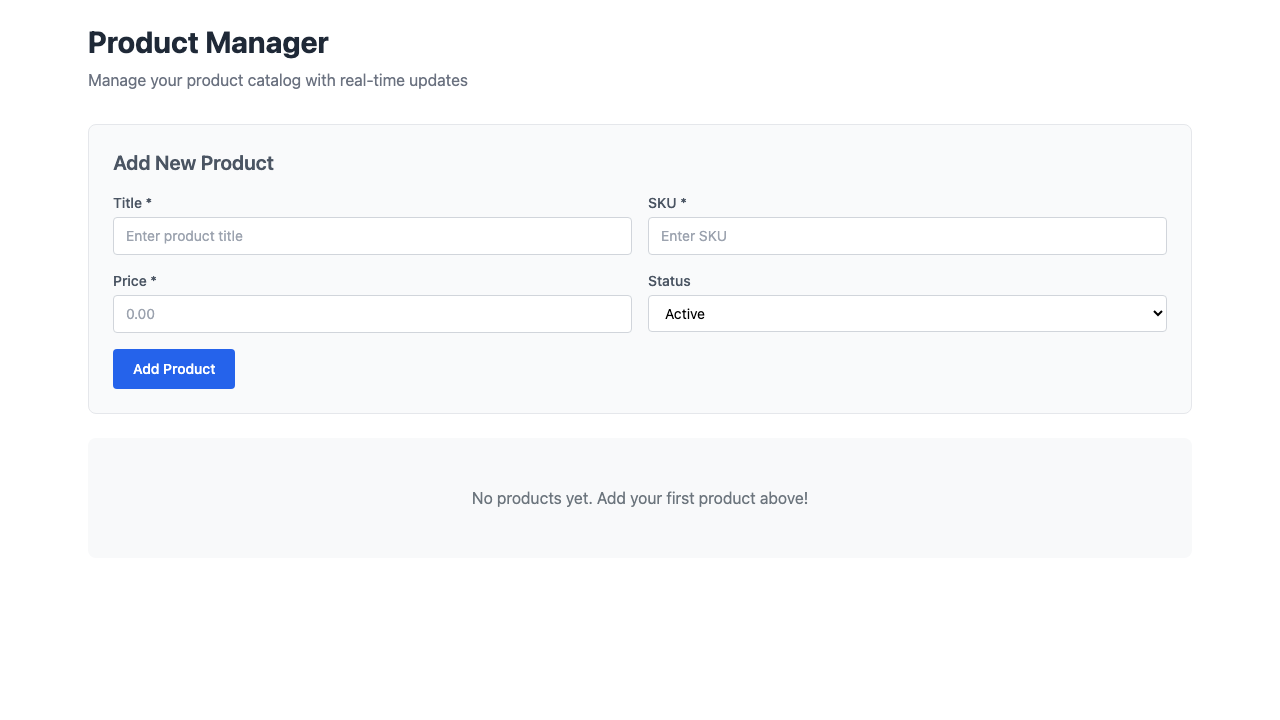 Product Manager
Manage your product catalog with real-time updates
Add New Product
Title *
SKU *
Enter product title
Enter SKU
Price *
Status
0.00
Active
Add Product
No products yet. Add your first product above!